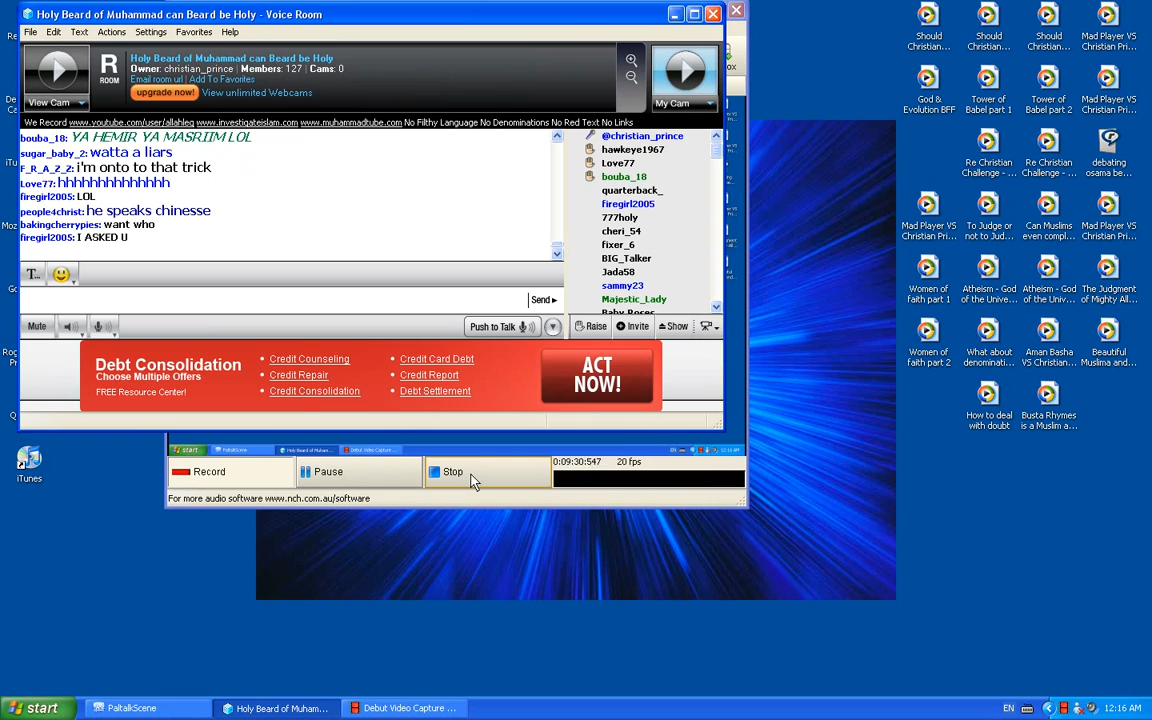 Holy Beard of Muhammad can Beard be Holy - Voice Room
File Edit Text Actions Settings Favorites Help
View Cam
R
ROOM
Holy Beard of Muhammad can Beard be Holy
Owner: christian_prince | Members: 127 | Cams: 0
Email room url | Add To Favorites
upgrade now! View unlimited Webcams
My Cam
We Record www.youtube.com/user/allahleg www.investigateislam.com www.muhammadtube.com No Filthy Language No Denominations No Red Text No Links
bouba_18: YA HEMIR YA MASRIIM LOL
sugar_baby_2: watta a liars
F_R_A_Z_Z: i'm onto to that trick
Love77: hhhhhhhhhhhhhh
firegirl2005: LOL
people4christ: he speaks chinesse
bakingcherrypies: want who
firegirl2005: I ASKED U
@christian_prince
hawkeye1967
Love77
bouba_18
quarterback_
firegirl2005
777holy
cheri_54
fixer_6
BIG_Talker
Jada58
sammy23
Majestic_Lady
Baby_Roses
T...
Send
Mute
Push to Talk
Raise Invite Show
Debt Consolidation
Choose Multiple Offers
FREE Resource Center!
• Credit Counseling
• Credit Repair
• Credit Consolidation
• Credit Card Debt
• Credit Report
• Debt Settlement
ACT
NOW!
Record
Pause
Stop
0:09:30:547 20 fps
For more audio software www.nch.com.au/software
iTunes
Should
Christian...
Should
Christian...
Should
Christian...
Mad Player VS
Christian Pri...
God &
Evolution BFF
Tower of
Babel part 1
Tower of
Babel part 2
Mad Player VS
Christian Pri...
Re Christian
Challenge - ...
Re Christian
Challenge - ...
debating
osama be...
Mad Player VS
Christian Pri...
To Judge or
not to Jud...
Can Muslims
even compl...
Mad Player VS
Christian Pri...
Women of
faith part 1
Atheism - God
of the Unive...
Atheism - God
of the Unive...
The Judgment
of Mighty All...
Women of
faith part 2
What about
denominati...
Aman Basha
VS Christian...
Beautiful
Muslima and...
How to deal
with doubt
Busta Rhymes
is a Muslim a...
start
PaltalkScene
Holy Beard of Muham...
Debut Video Capture ...
EN
12:16 AM